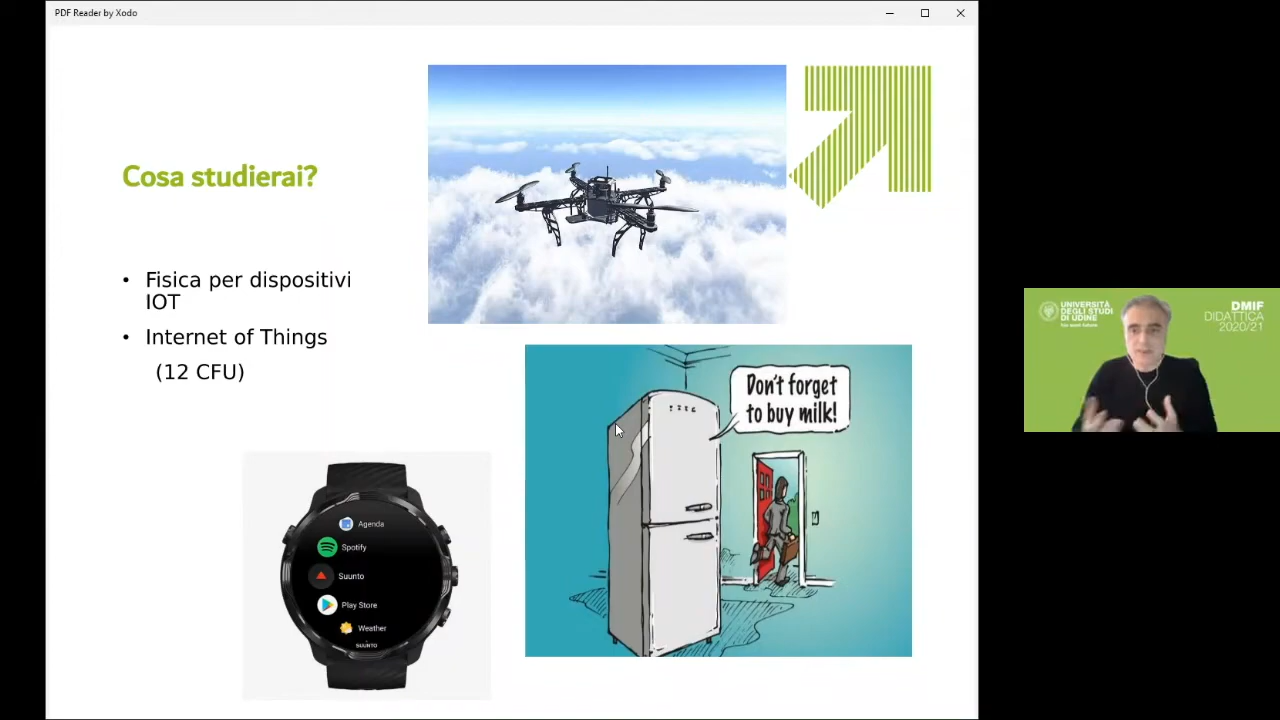 PDF Reader by Xodo
Cosa studierai?
• Fisica per dispositivi
IOT
• Internet of Things
(12 CFU)
Don't forget
to buy milk!
Agenda
Spotify
Suunto
Play Store
Weather
SUUNTO
UNIVERSITÀ
DEGLI STUDI
DI UDINE
DMIF
DIDATTICA
2020/21